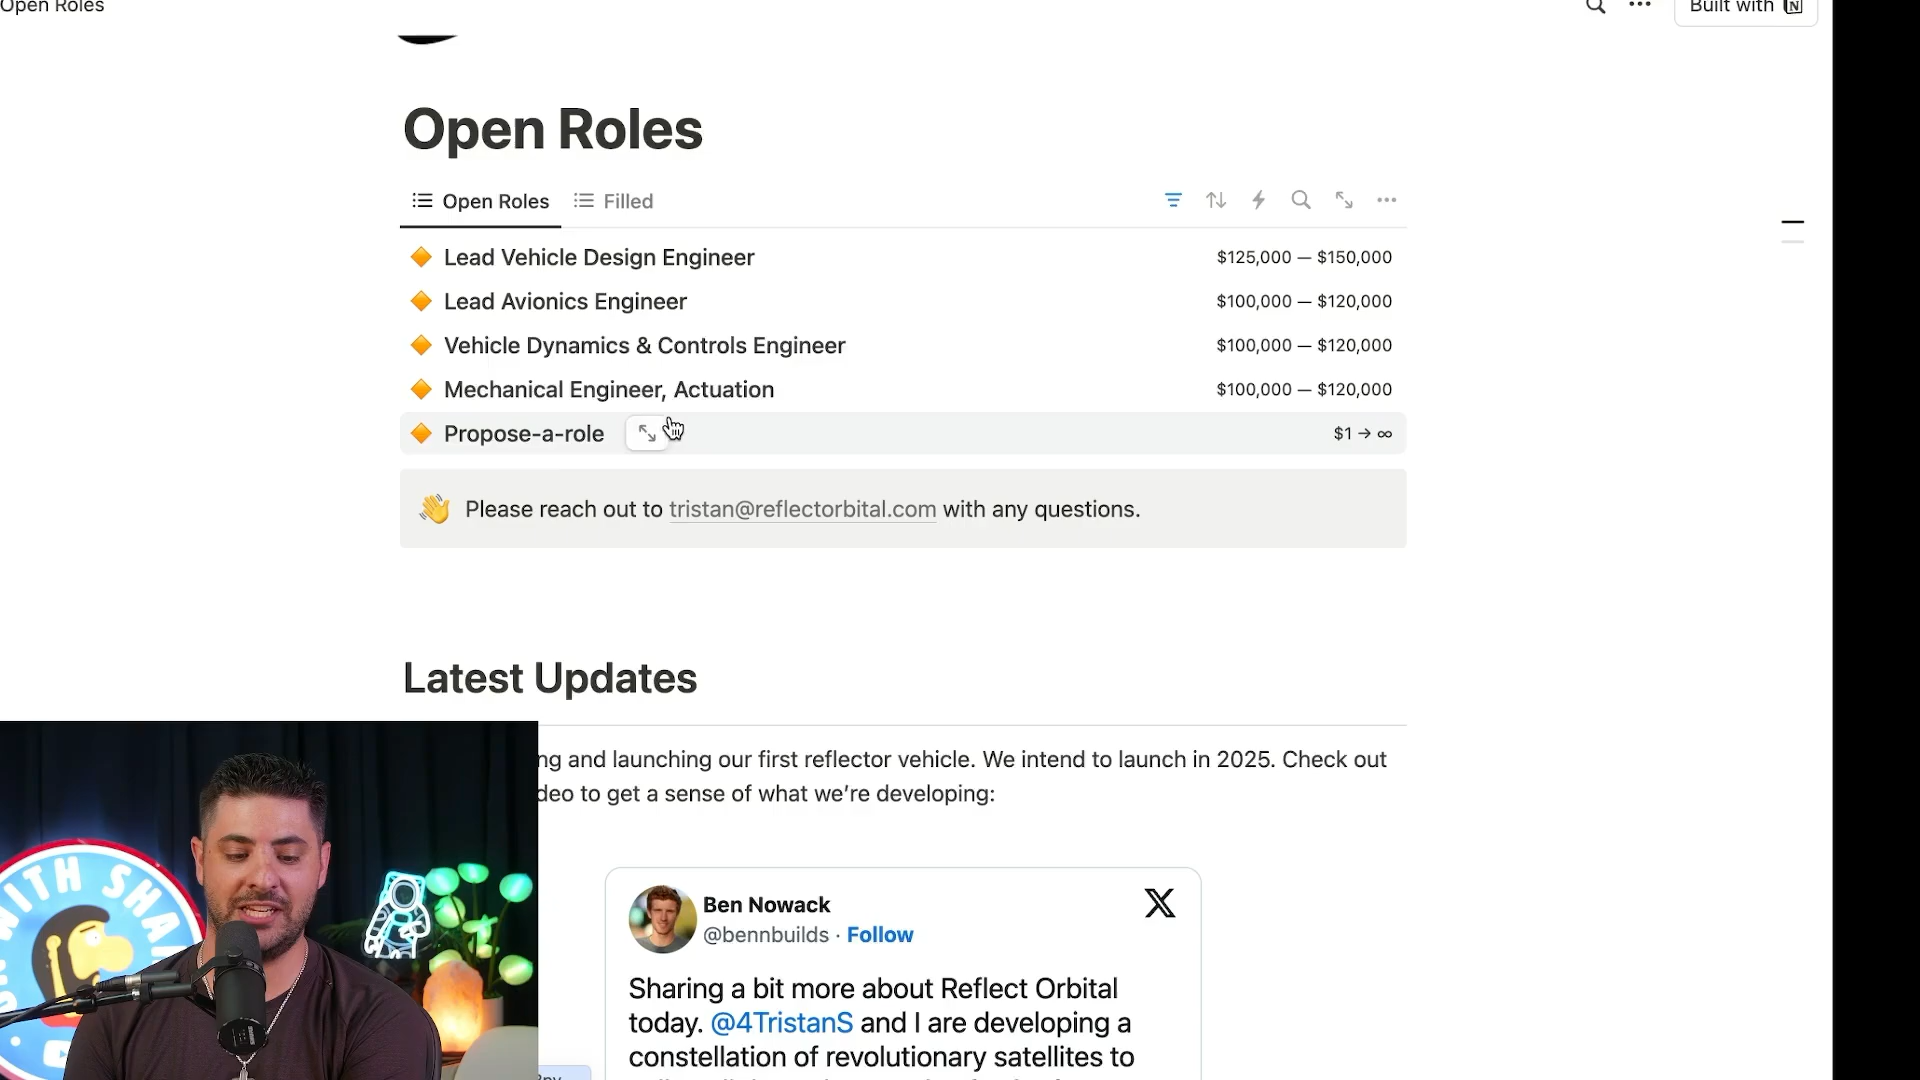 Open Roles
Built with
Open Roles
Open Roles
Filled
Lead Vehicle Design Engineer $125,000 — $150,000
Lead Avionics Engineer $100,000 — $120,000
Vehicle Dynamics & Controls Engineer $100,000 — $120,000
Mechanical Engineer, Actuation $100,000 — $120,000
Propose-a-role $1 → ∞
👋 Please reach out to tristan@reflectorbital.com with any questions.
Latest Updates
ng and launching our first reflector vehicle. We intend to launch in 2025. Check out
deo to get a sense of what we’re developing:
Ben Nowack
@bennbuilds · Follow
Sharing a bit more about Reflect Orbital
today. @4TristanS and I are developing a
constellation of revolutionary satellites to
WITH SHA